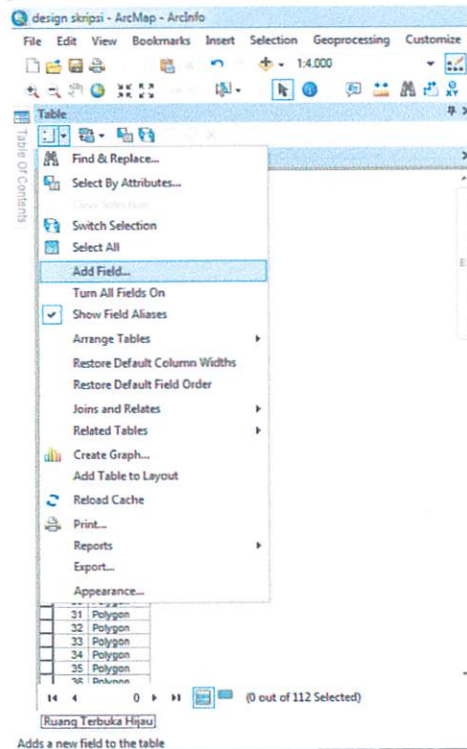 design skripsi - ArcMap - ArcInfo
File Edit View Bookmarks Insert Selection Geoprocessing Customize
1:4.000
Table
Table Of Contents
Find & Replace...
Select By Attributes...
Clear Selection
Switch Selection
Select All
Add Field...
Turn All Fields On
Show Field Aliases
Arrange Tables
Restore Default Column Widths
Restore Default Field Order
Joins and Relates
Related Tables
Create Graph...
Add Table to Layout
Reload Cache
Print...
Reports
Export...
Appearance...
31 Polygon
32 Polygon
33 Polygon
34 Polygon
35 Polygon
36 Polygon
0 (0 out of 112 Selected)
Ruang Terbuka Hijau
Adds a new field to the table